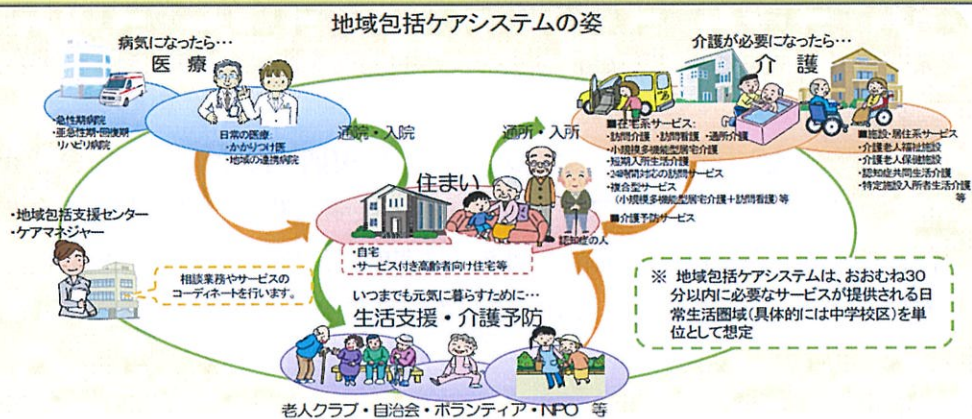 地域包括ケアシステムの姿
病気になったら…
医 療
・急性期病院
・亜急性期・回復期
リハビリ病院
日常の医療:
・かかりつけ医
・地域の連携病院
通院・入院
通所・入所
介護が必要になったら…
介 護
■在宅系サービス:
・訪問介護・訪問看護・通所介護
・小規模多機能型居宅介護
・短期入所生活介護
・24時間対応の訪問サービス
・複合型サービス
(小規模多機能型居宅介護+訪問看護)等
■介護予防サービス
■施設・居住系サービス
・介護老人福祉施設
・介護老人保健施設
・認知症共同生活介護
・特定施設入所者生活介護
等
住まい
認知症の人
・自宅
・サービス付き高齢者向け住宅等
・地域包括支援センター
・ケアマネジャー
相談業務やサービスの
コーディネートを行います。
いつまでも元気に暮らすために…
生活支援・介護予防
老人クラブ・自治会・ボランティア・NPO 等
※ 地域包括ケアシステムは、おおむね30
分以内に必要なサービスが提供される日
常生活圏域(具体的には中学校区)を単
位として想定